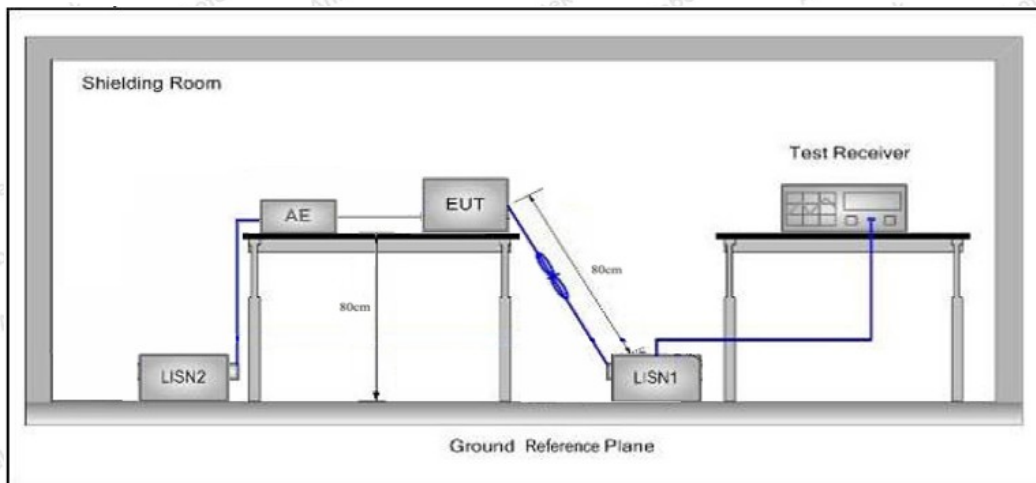 Shielding Room
Test Receiver
AE
EUT
80cm
80cm
LISN2
LISN1
Ground Reference Plane